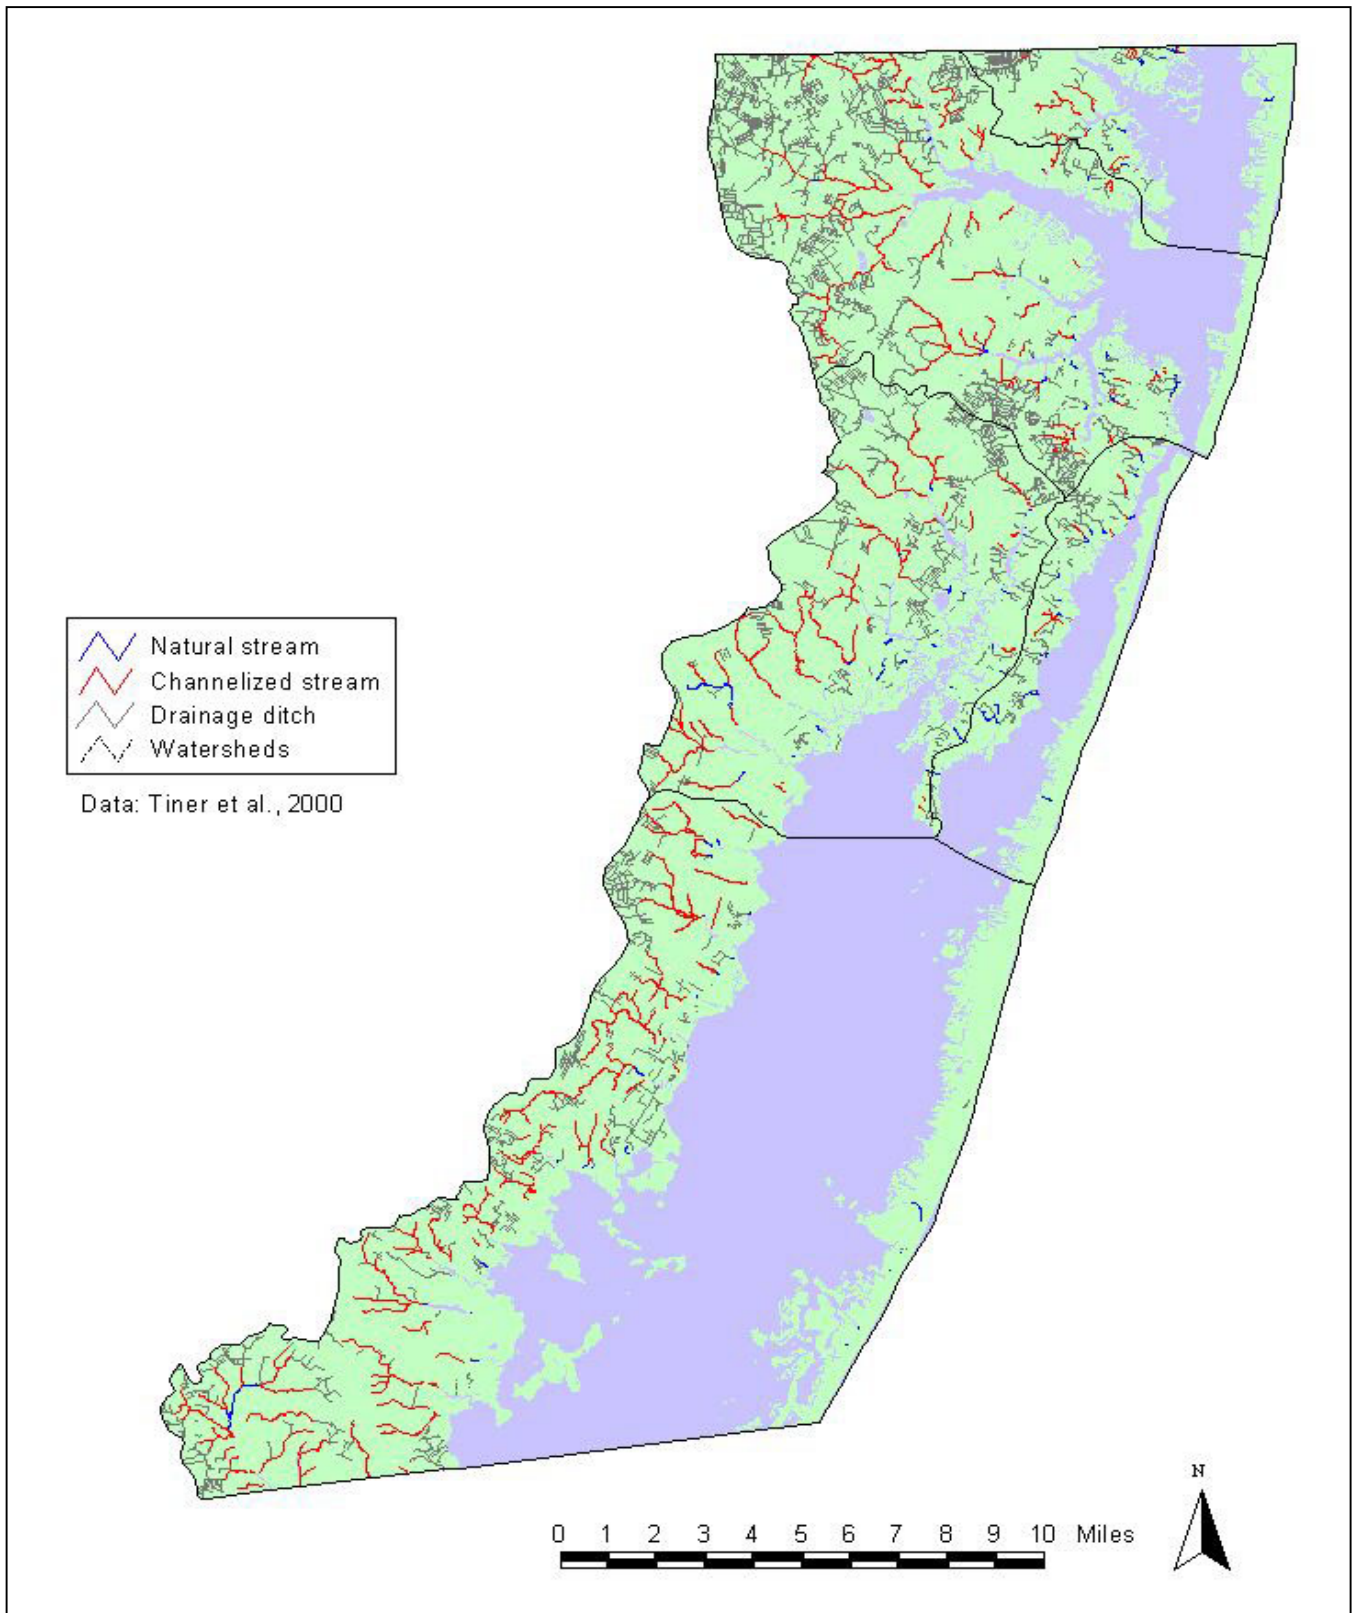 Natural stream
Channelized stream
Drainage ditch
Watersheds
Data: Tiner et al., 2000
N
0 1 2 3 4 5 6 7 8 9 10 Miles